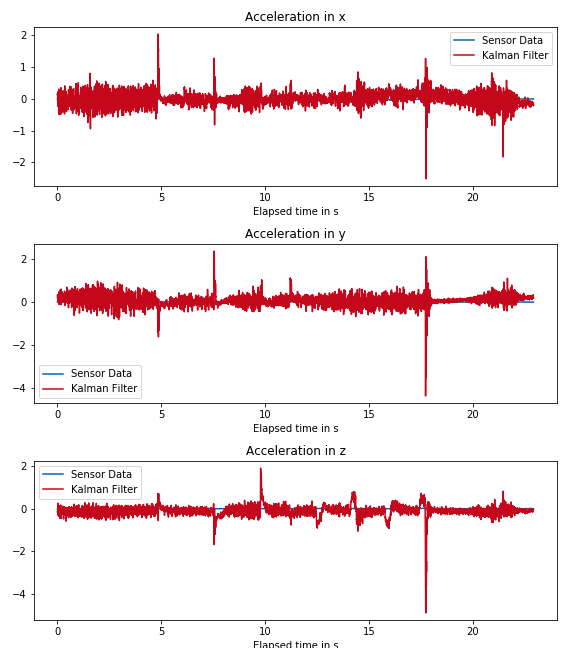 Acceleration in x
2
1
0
−1
−2
Sensor Data
Kalman Filter
0 5 10 15 20
Elapsed time in s
Acceleration in y
2
0
−2
−4
Sensor Data
Kalman Filter
0 5 10 15 20
Elapsed time in s
Acceleration in z
2
0
−2
−4
Sensor Data
Kalman Filter
0 5 10 15 20
Elapsed time in s